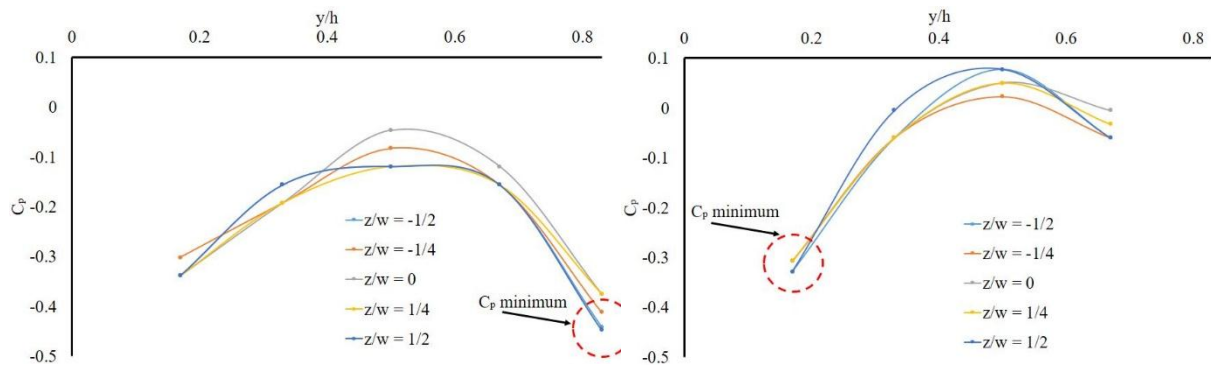 y/h
0 0.2 0.4 0.6 0.8
0.1
0
-0.1
-0.2
-0.3
-0.4
-0.5
Cₚ
z/w = -1/2
z/w = -1/4
z/w = 0
z/w = 1/4
z/w = 1/2
Cₚ minimum
y/h
0 0.2 0.4 0.6 0.8
0.1
0
-0.1
-0.2
-0.3
-0.4
-0.5
Cₚ
Cₚ minimum
z/w = -1/2
z/w = -1/4
z/w = 0
z/w = 1/4
z/w = 1/2